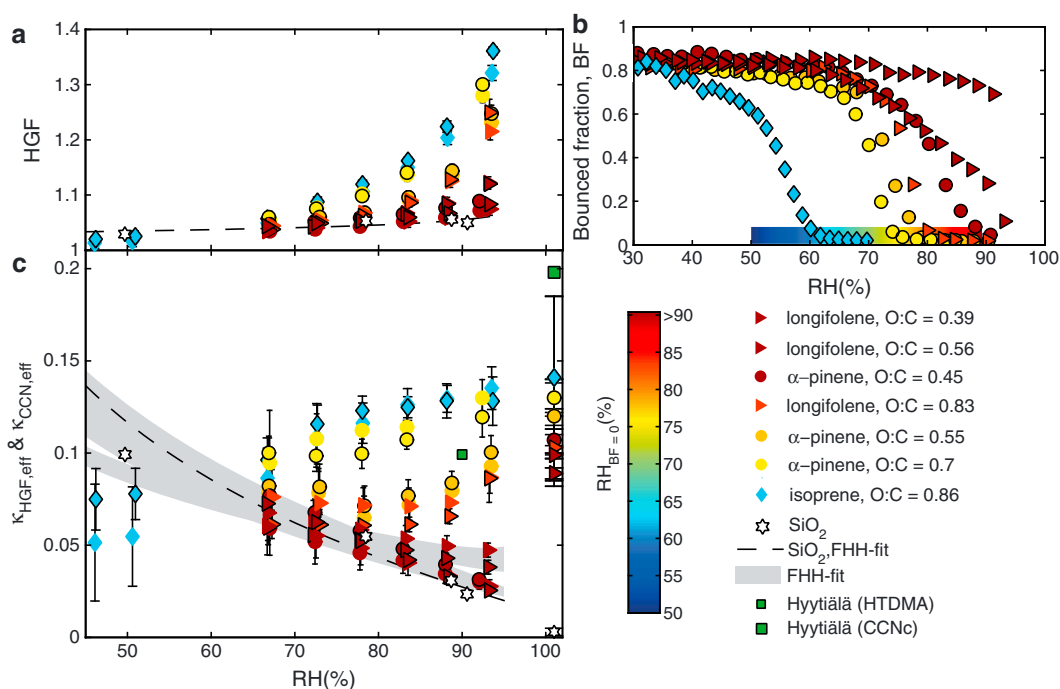 a
HGF
1.4
1.3
1.2
1.1
1
b
Bounced fraction, BF
1
0.8
0.6
0.4
0.2
0
30 40 50 60 70 80 90 100
RH(%)
c
κHGF,eff & κCCN,eff
0.2
0.15
0.1
0.05
0
50 60 70 80 90 100
RH(%)
RHBF = 0(%)
>90
85
80
75
70
65
60
55
50
longifolene, O:C = 0.39
longifolene, O:C = 0.56
α−pinene, O:C = 0.45
longifolene, O:C = 0.83
α−pinene, O:C = 0.55
α−pinene, O:C = 0.7
isoprene, O:C = 0.86
SiO2
SiO2,FHH−fit
FHH−fit
Hyytiälä (HTDMA)
Hyytiälä (CCNc)